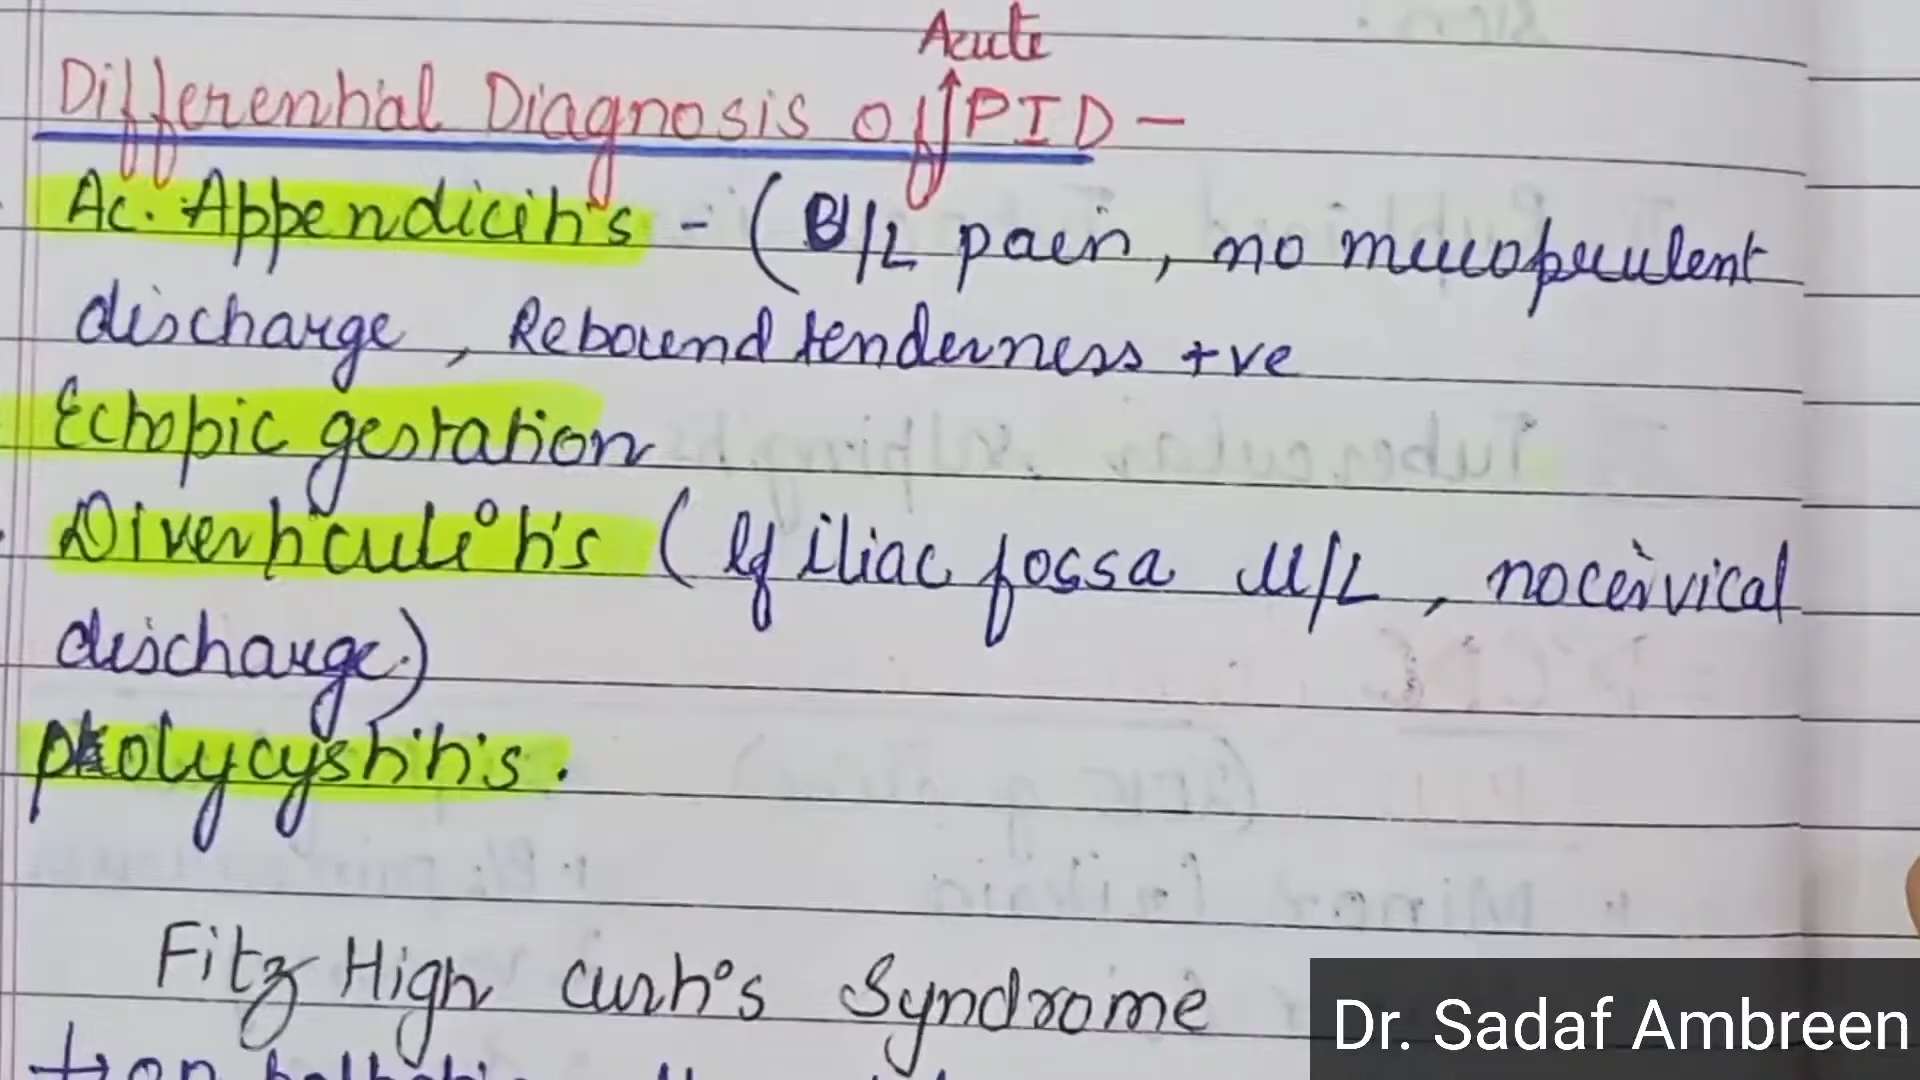 Acute
Differential Diagnosis of PID -
Ac. Appendicitis - (B/L pain, no mucopurulent
discharge, Rebound tenderness +ve
Ectopic gestation
Diverticulitis (lf iliac fossa U/L, no cervical
discharge)
polycystitis.
Fitz High Curti's Syndrome
Dr. Sadaf Ambreen